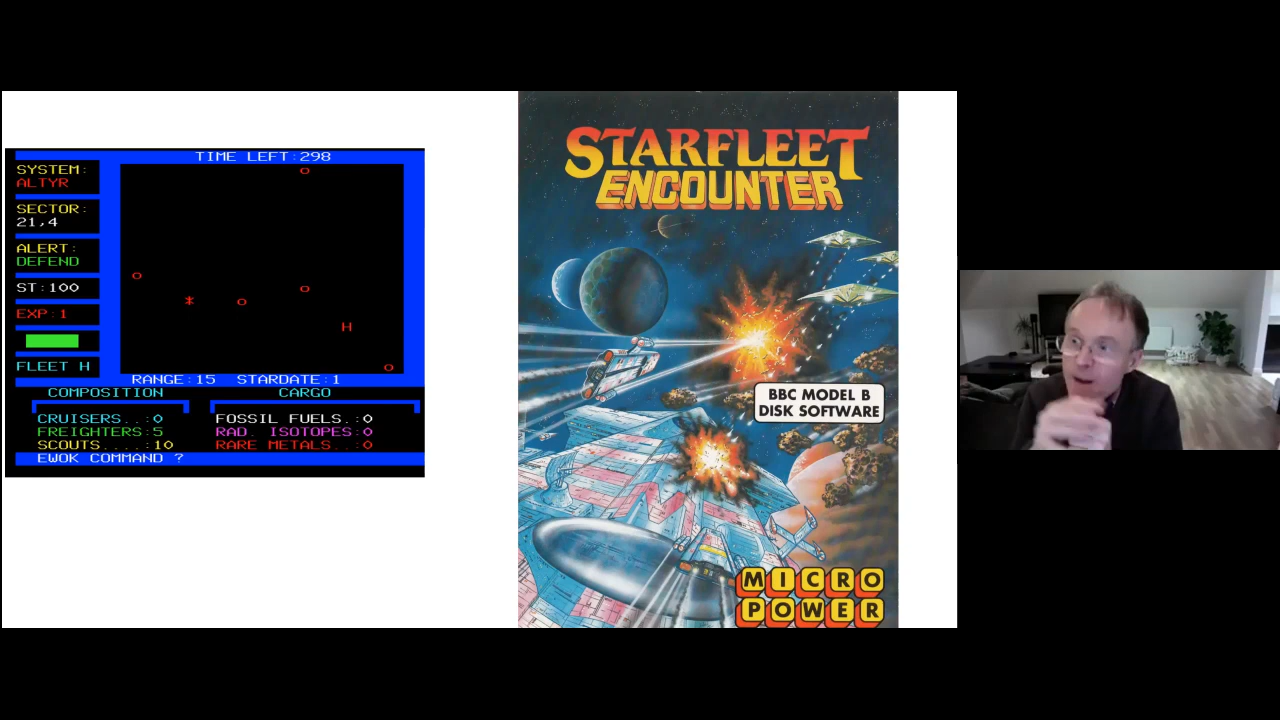 TIME LEFT:298
SYSTEM:
ALTYR
SECTOR:
21,4
ALERT:
DEFEND
ST:100
EXP:1
FLEET H
o
o
o
* o
H
o
RANGE:15 STARDATE:1
COMPOSITION
CRUISERS..:0
FREIGHTERS:5
SCOUTS....:10
CARGO
FOSSIL FUELS.:0
RAD. ISOTOPES:0
RARE METALS..:0
EWOK COMMAND ?
STARFLEET
ENCOUNTER
BBC MODEL B
DISK SOFTWARE
MICRO
POWER